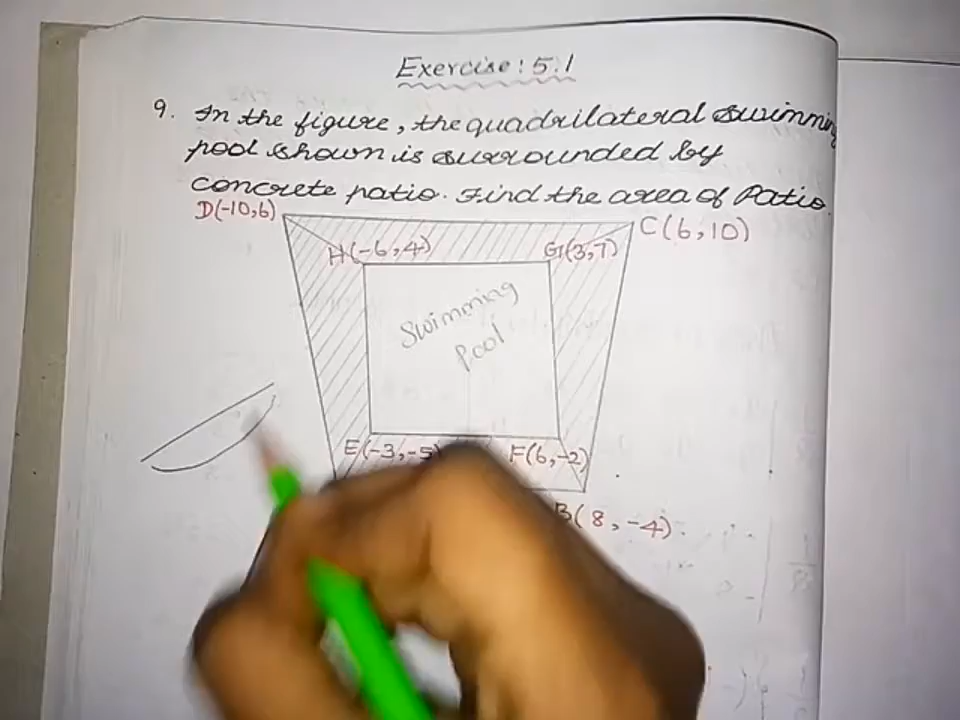 Exercise: 5.1
9. In the figure, the quadrilateral swimming
pool shown is surrounded by
concrete patio. Find the area of Patio.
D(-10,6)
C(6,10)
H(-6,4)
G(3,7)
Swimming
Pool
E(-3,-5)
F(6,-2)
B(8,-4).